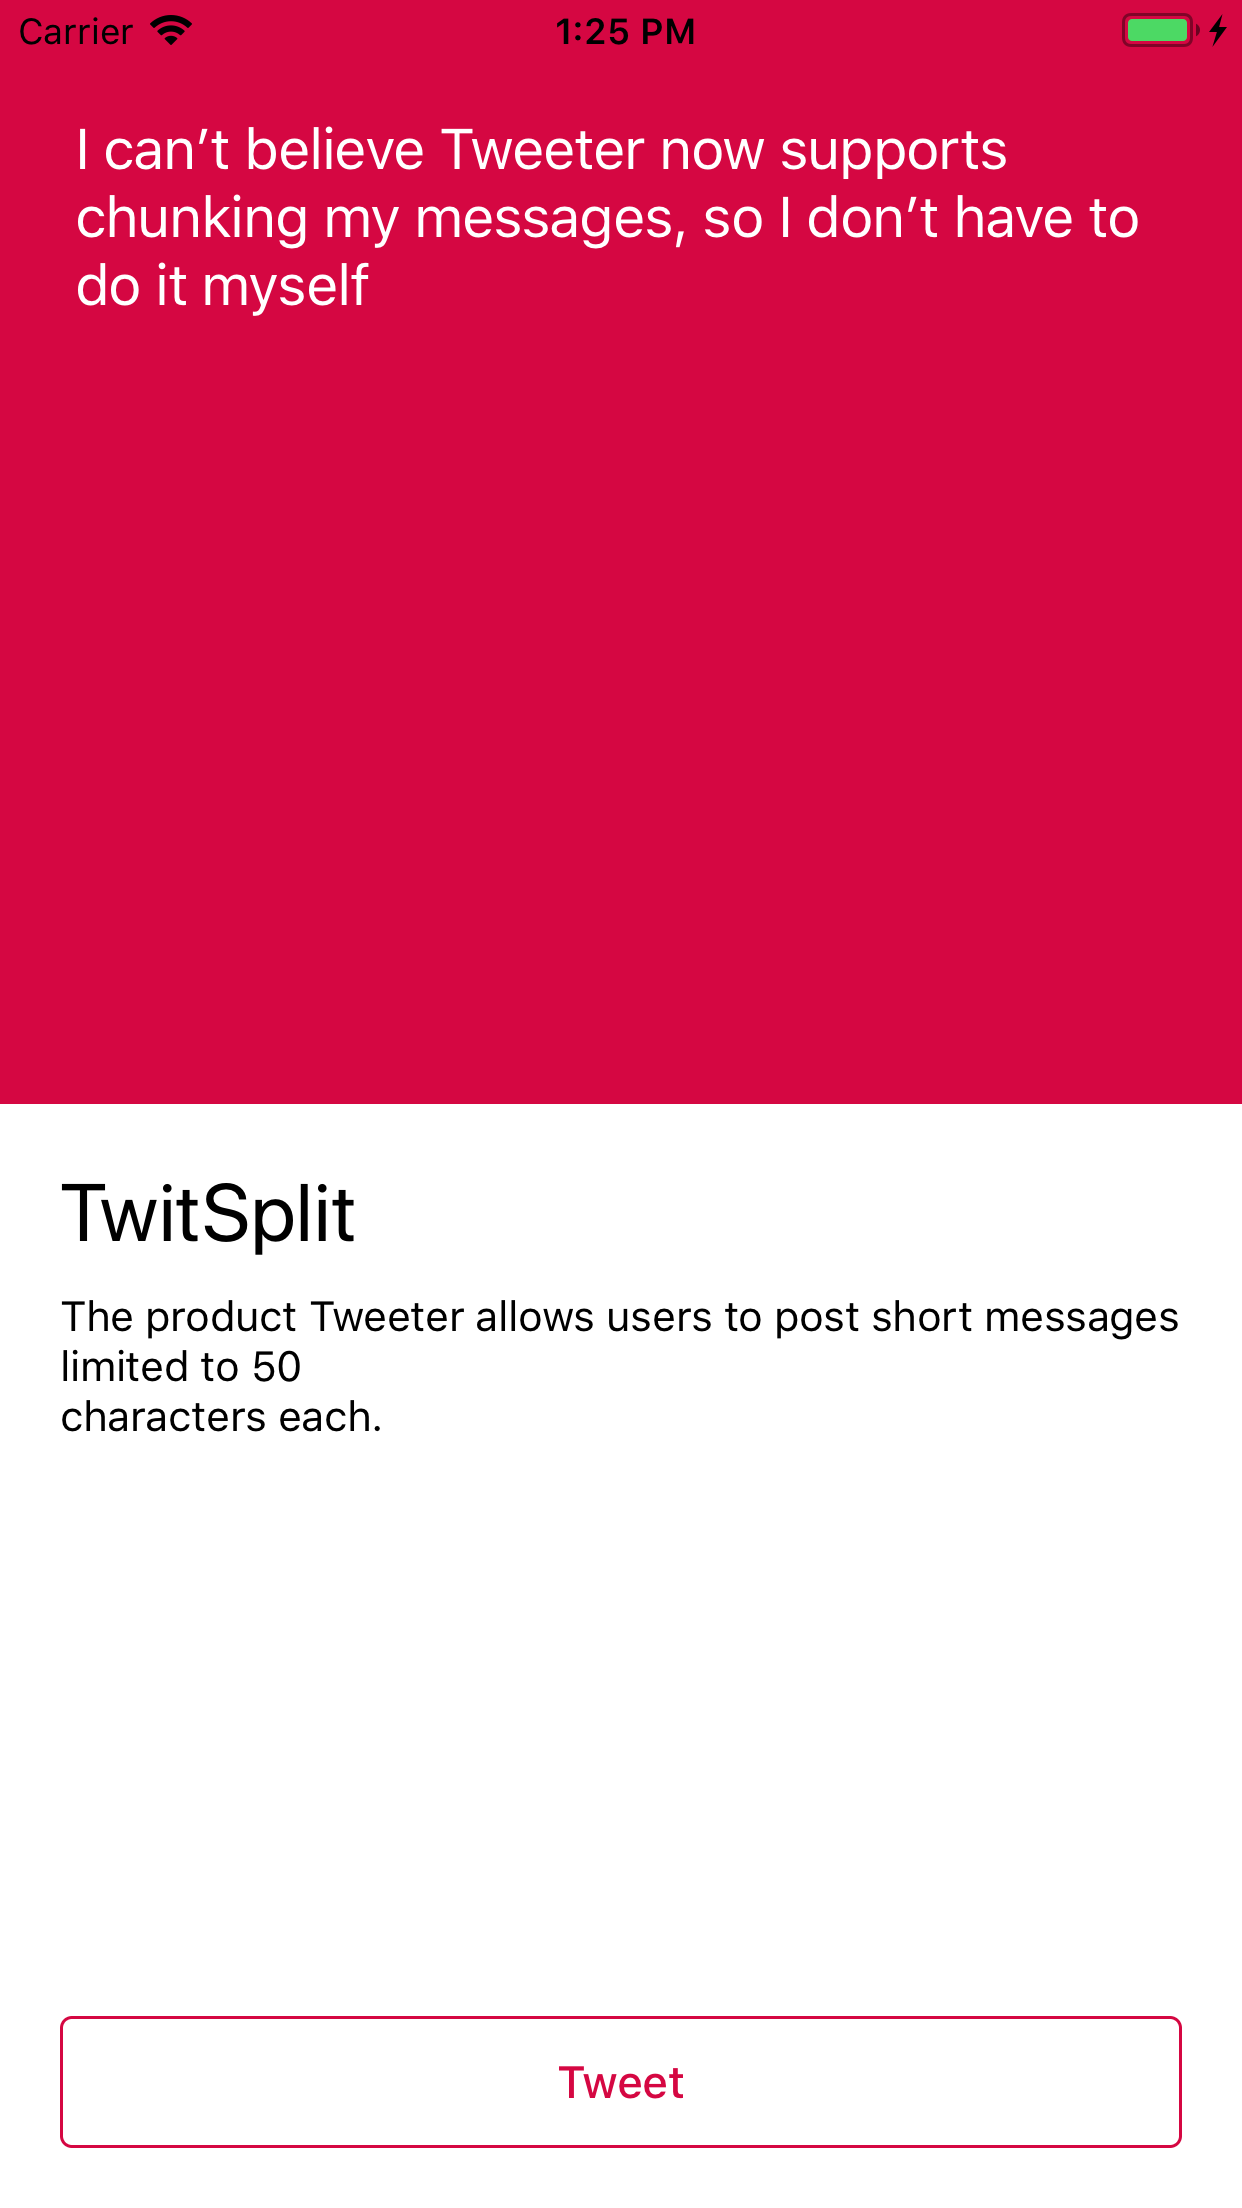 Carrier 1:25 PM
I can’t believe Tweeter now supports
chunking my messages, so I don’t have to
do it myself
TwitSplit
The product Tweeter allows users to post short messages
limited to 50
characters each.
Tweet